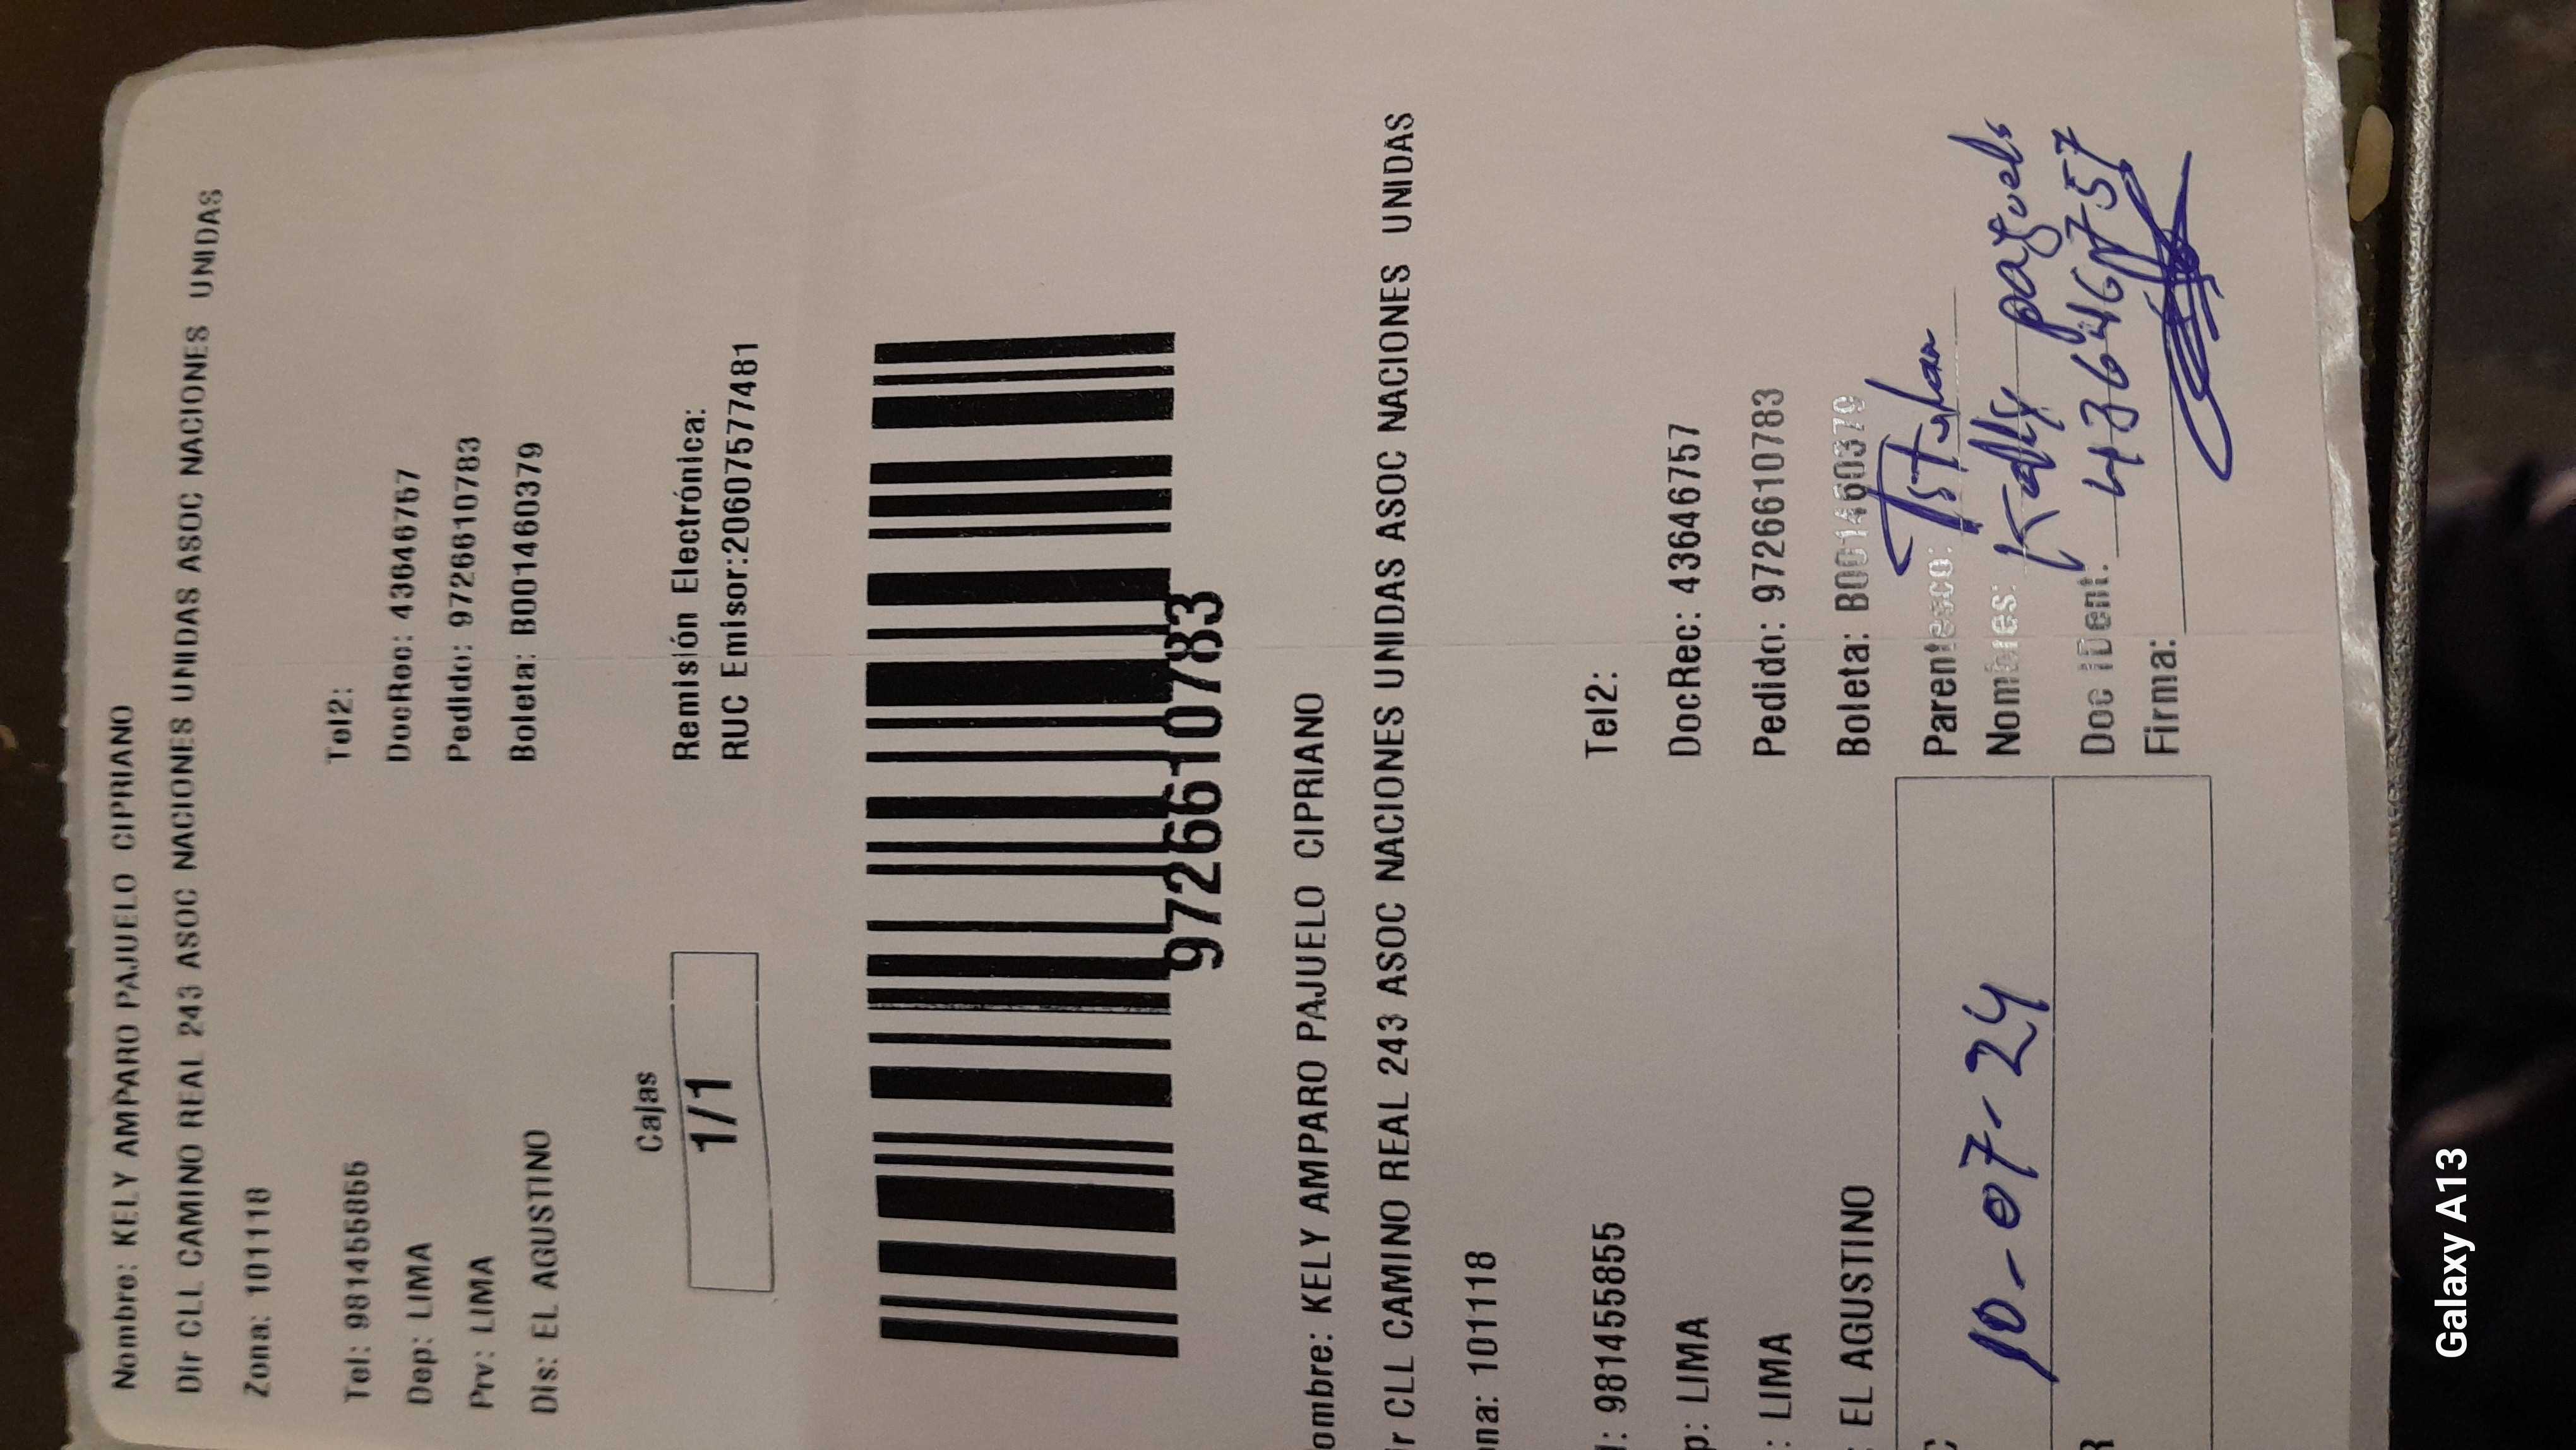 Nombre: KELY AMPARO PAJUELO CIPRIANO
Dir CLL CAMINO REAL 243 ASOC NACIONES UNIDAS ASOC NACIONES UNIDAS
Zona: 101118
Tel: 981455855 Tel2:
Dep: LIMA DocRec: 43646757
Prv: LIMA Pedido: 9726610783
Dis: EL AGUSTINO Boleta: B001460379
Cajas Remisión Electrónica:
1/1 RUC Emisor:20607577481
9726610783
ombre: KELY AMPARO PAJUELO CIPRIANO
r CLL CAMINO REAL 243 ASOC NACIONES UNIDAS ASOC NACIONES UNIDAS
na: 101118
l: 981455855 Tel2:
p: LIMA DocRec: 43646757
: LIMA Pedido: 9726610783
: EL AGUSTINO Boleta: B001460379
C Parentesco: Titular
10-07-24 Nombres: Kelly pajuelo
R Doc IDent. 43646757
Firma:
Galaxy A13